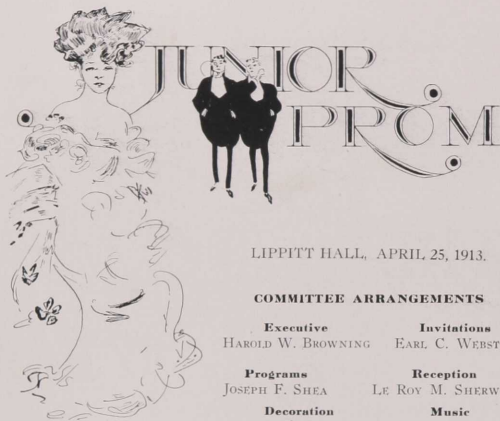 JUNIOR
PROM
LIPPITT HALL, APRIL 25, 1913.
COMMITTEE ARRANGEMENTS
Executive Invitations
HAROLD W. BROWNING EARL C. WEBST
Programs Reception
JOSEPH F. SHEA LE ROY M. SHERW
Decoration Music